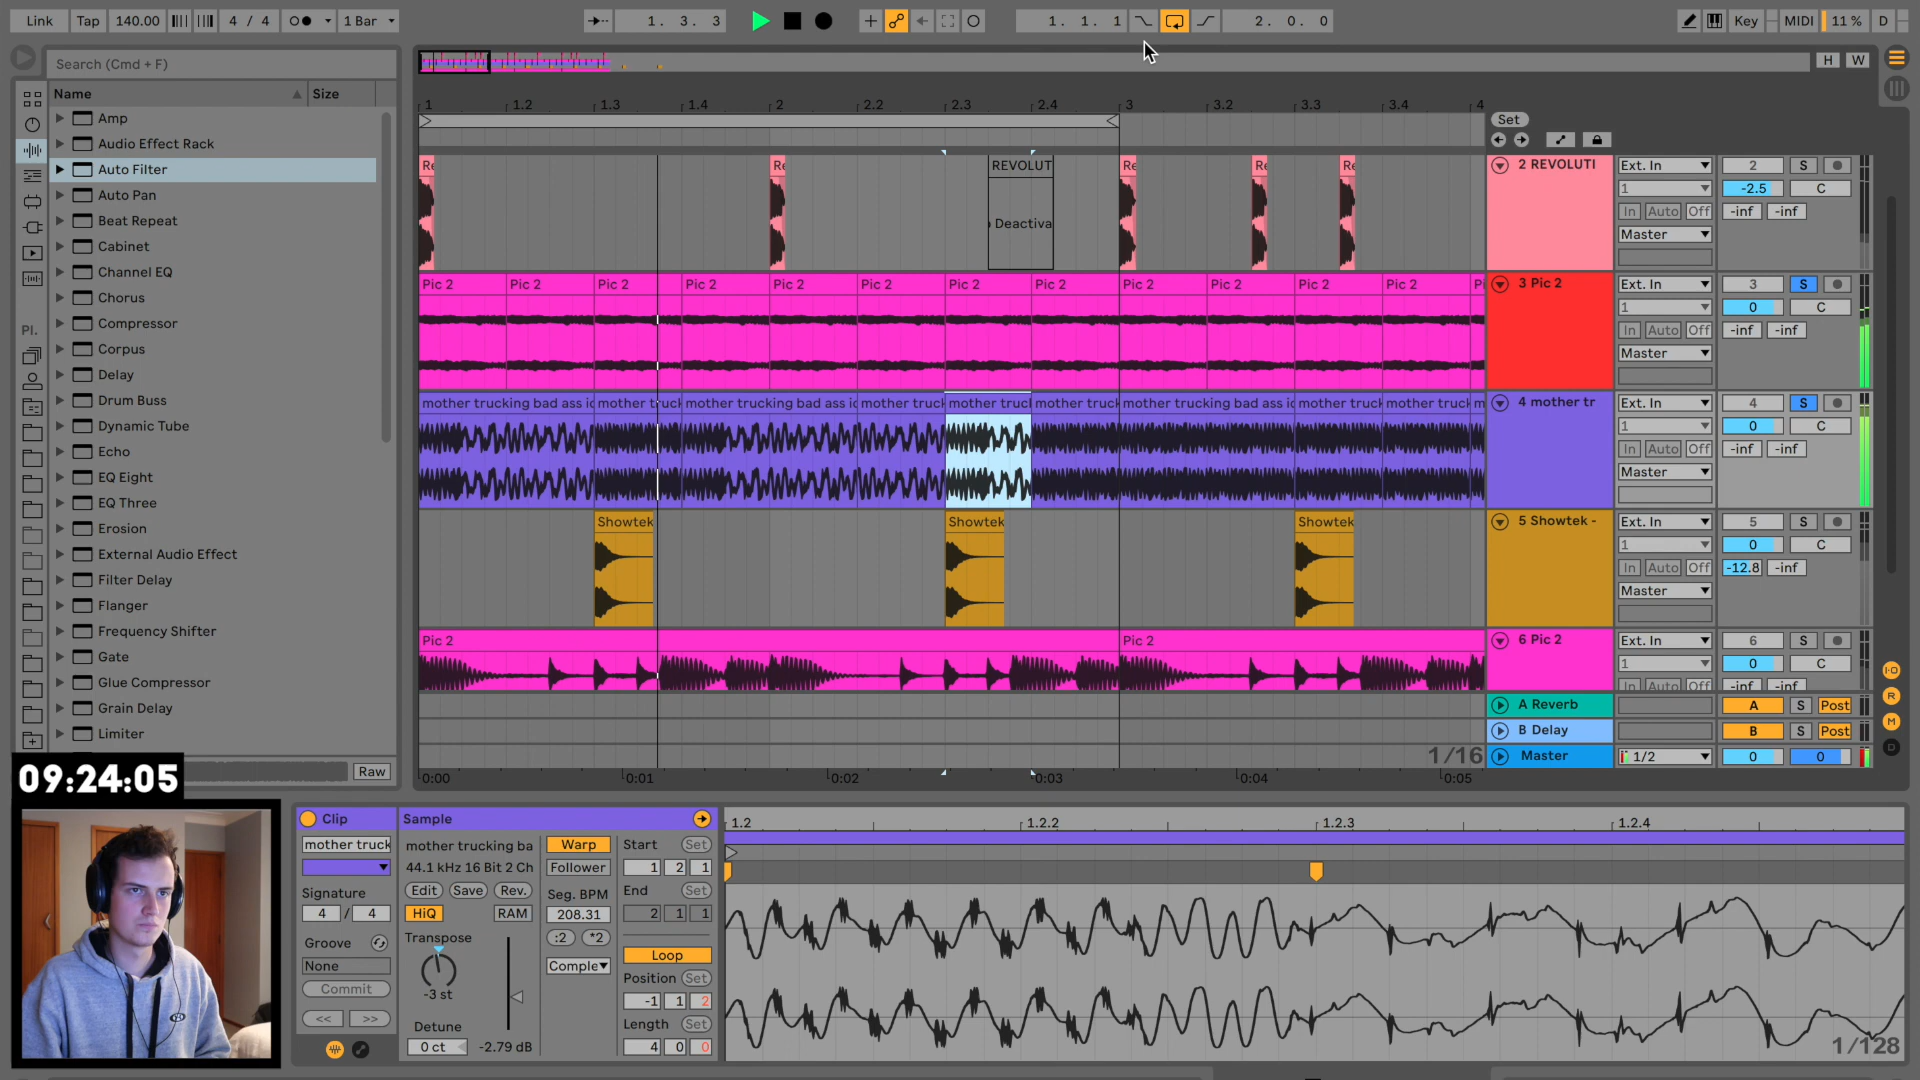 Link Tap 140.00 4 / 4 1 Bar 1. 3. 3 1. 1. 1 2. 0. 0 Key MIDI 11 % D
Search (Cmd + F)
H W
Name Size
Amp
Audio Effect Rack
Auto Filter
Auto Pan
Beat Repeat
Cabinet
Channel EQ
Chorus
Compressor
Corpus
Delay
Drum Buss
Dynamic Tube
Echo
EQ Eight
EQ Three
Erosion
External Audio Effect
Filter Delay
Flanger
Frequency Shifter
Gate
Glue Compressor
Grain Delay
Limiter
Pl.
Raw
1 1.2 1.3 1.4 2 2.2 2.3 2.4 3 3.2 3.3 3.4 4
Set
Re Re REVOLUT Re Re Re
Deactiva
2 REVOLUTI Ext. In 2 S
1 -2.5 C
In Auto Off -inf -inf
Master
Pic 2 Pic 2 Pic 2 Pic 2 Pic 2 Pic 2 Pic 2 Pic 2 Pic 2 Pic 2 Pic 2 Pic 2 P
3 Pic 2 Ext. In 3 S
1 0 C
In Auto Off -inf -inf
Master
mother trucking bad ass ic mother truck mother trucking bad ass ic mother truck mother truc mother truck mother trucking bad ass ic mother truck mother truck m
4 mother tr Ext. In 4 S
1 0 C
In Auto Off -inf -inf
Master
Showtek Showtek Showtek
5 Showtek - Ext. In 5 S
1 0 C
In Auto Off -12.8 -inf
Master
Pic 2 Pic 2
6 Pic 2 Ext. In 6 S
1 0 C
In Auto Off -inf -inf
A Reverb A S Post
B Delay B S Post
1/16 Master 1/2 0 0
0:00 0:01 0:02 0:03 0:04 0:05
I·O
R
M
D
09:24:05
Clip
mother truck
Signature
4 / 4
Groove
None
Commit
<< >>
Sample
mother trucking ba
44.1 kHz 16 Bit 2 Ch
Edit Save Rev.
HiQ RAM
Transpose
-3 st
Detune
0 ct -2.79 dB
Warp
Follower
Seg. BPM
208.31
:2 *2
Comple
Start Set
1 2 1
End Set
2 1 1
Loop
Position Set
-1 1 2
Length Set
4 0 0
1.2 1.2.2 1.2.3 1.2.4
1/128